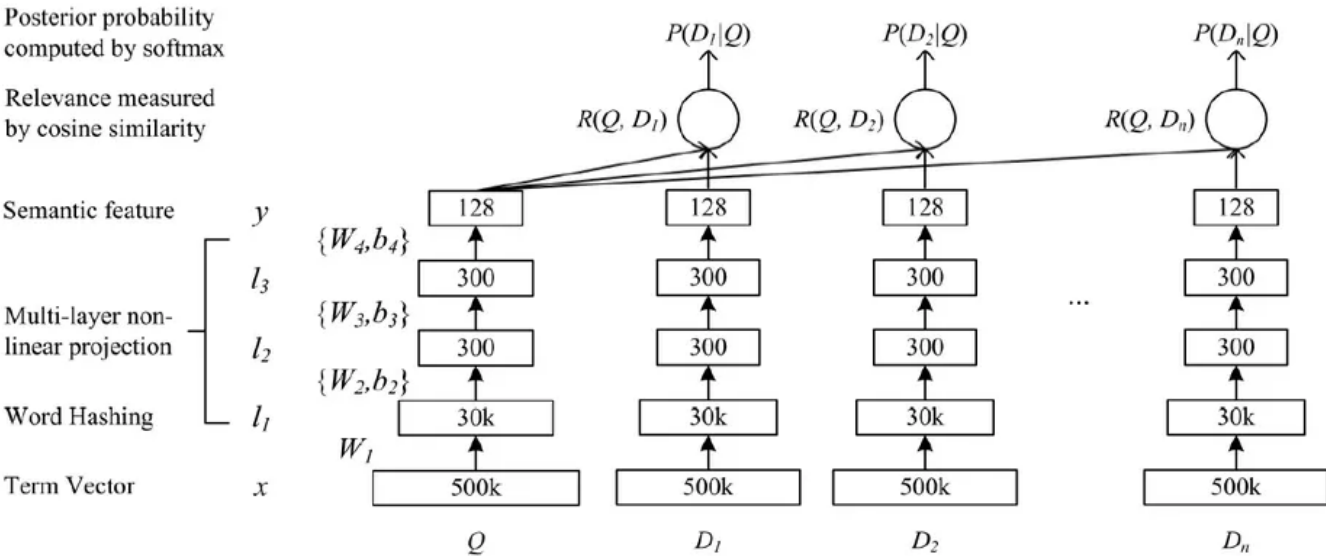 Posterior probability
computed by softmax
P(D1|Q) P(D2|Q) P(Dn|Q)
Relevance measured
by cosine similarity
R(Q, D1) R(Q, D2) R(Q, Dn)
Semantic feature y 128 128 128 128
{W4,b4}
l3 300 300 300 300
{W3,b3}
...
Multi-layer non-
linear projection
l2 300 300 300 300
{W2,b2}
Word Hashing l1 30k 30k 30k 30k
W1
Term Vector x 500k 500k 500k 500k
Q D1 D2 Dn